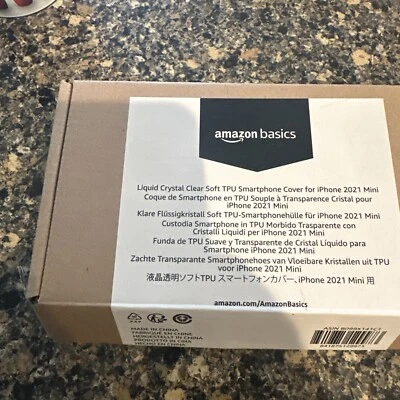 amazon basics
Liquid Crystal Clear Soft TPU Smartphone Cover for iPhone 2021 Mini
Coque de Smartphone en TPU Souple à Transparence Cristal pour
iPhone 2021 Mini
Klare Flüssigkristall Soft TPU-Smartphonehülle für iPhone 2021 Mini
Custodia Smartphone in TPU Morbido Trasparente con
Cristalli Liquidi per iPhone 2021 Mini
Funda de TPU Suave y Transparente de Cristal Líquido para
Smartphone iPhone 2021 Mini
Zachte Transparante Smartphonehoes van Vloeibare Kristallen uit TPU
voor iPhone 2021 Mini
液晶透明ソフトTPU スマートフォンカバー、iPhone 2021 Mini 用
amazon.com/AmazonBasics
MADE IN CHINA
FABRIQUÉ EN CHINE
HERGESTELLT IN CHINA
PRODOTTO IN CINA
HECHO EN CHINA
ASIN: